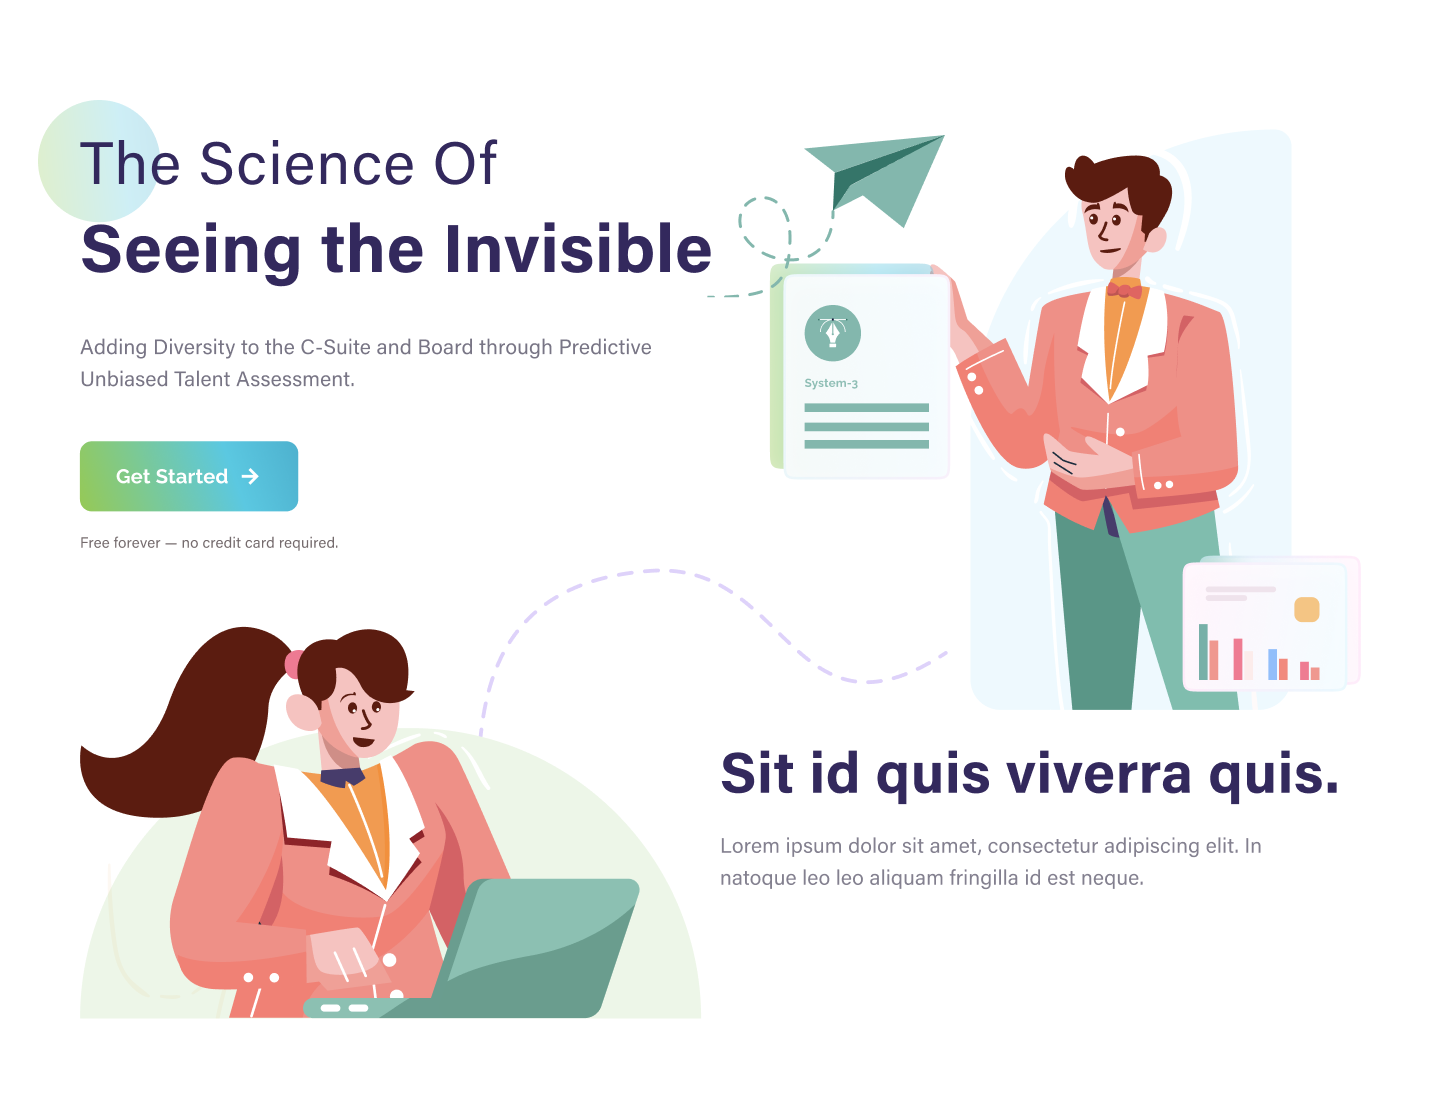 The Science Of
Seeing the Invisible
Adding Diversity to the C-Suite and Board through Predictive
Unbiased Talent Assessment.
Get Started →
Free forever — no credit card required.
System-3
Sit id quis viverra quis.
Lorem ipsum dolor sit amet, consectetur adipiscing elit. In
natoque leo leo aliquam fringilla id est neque.